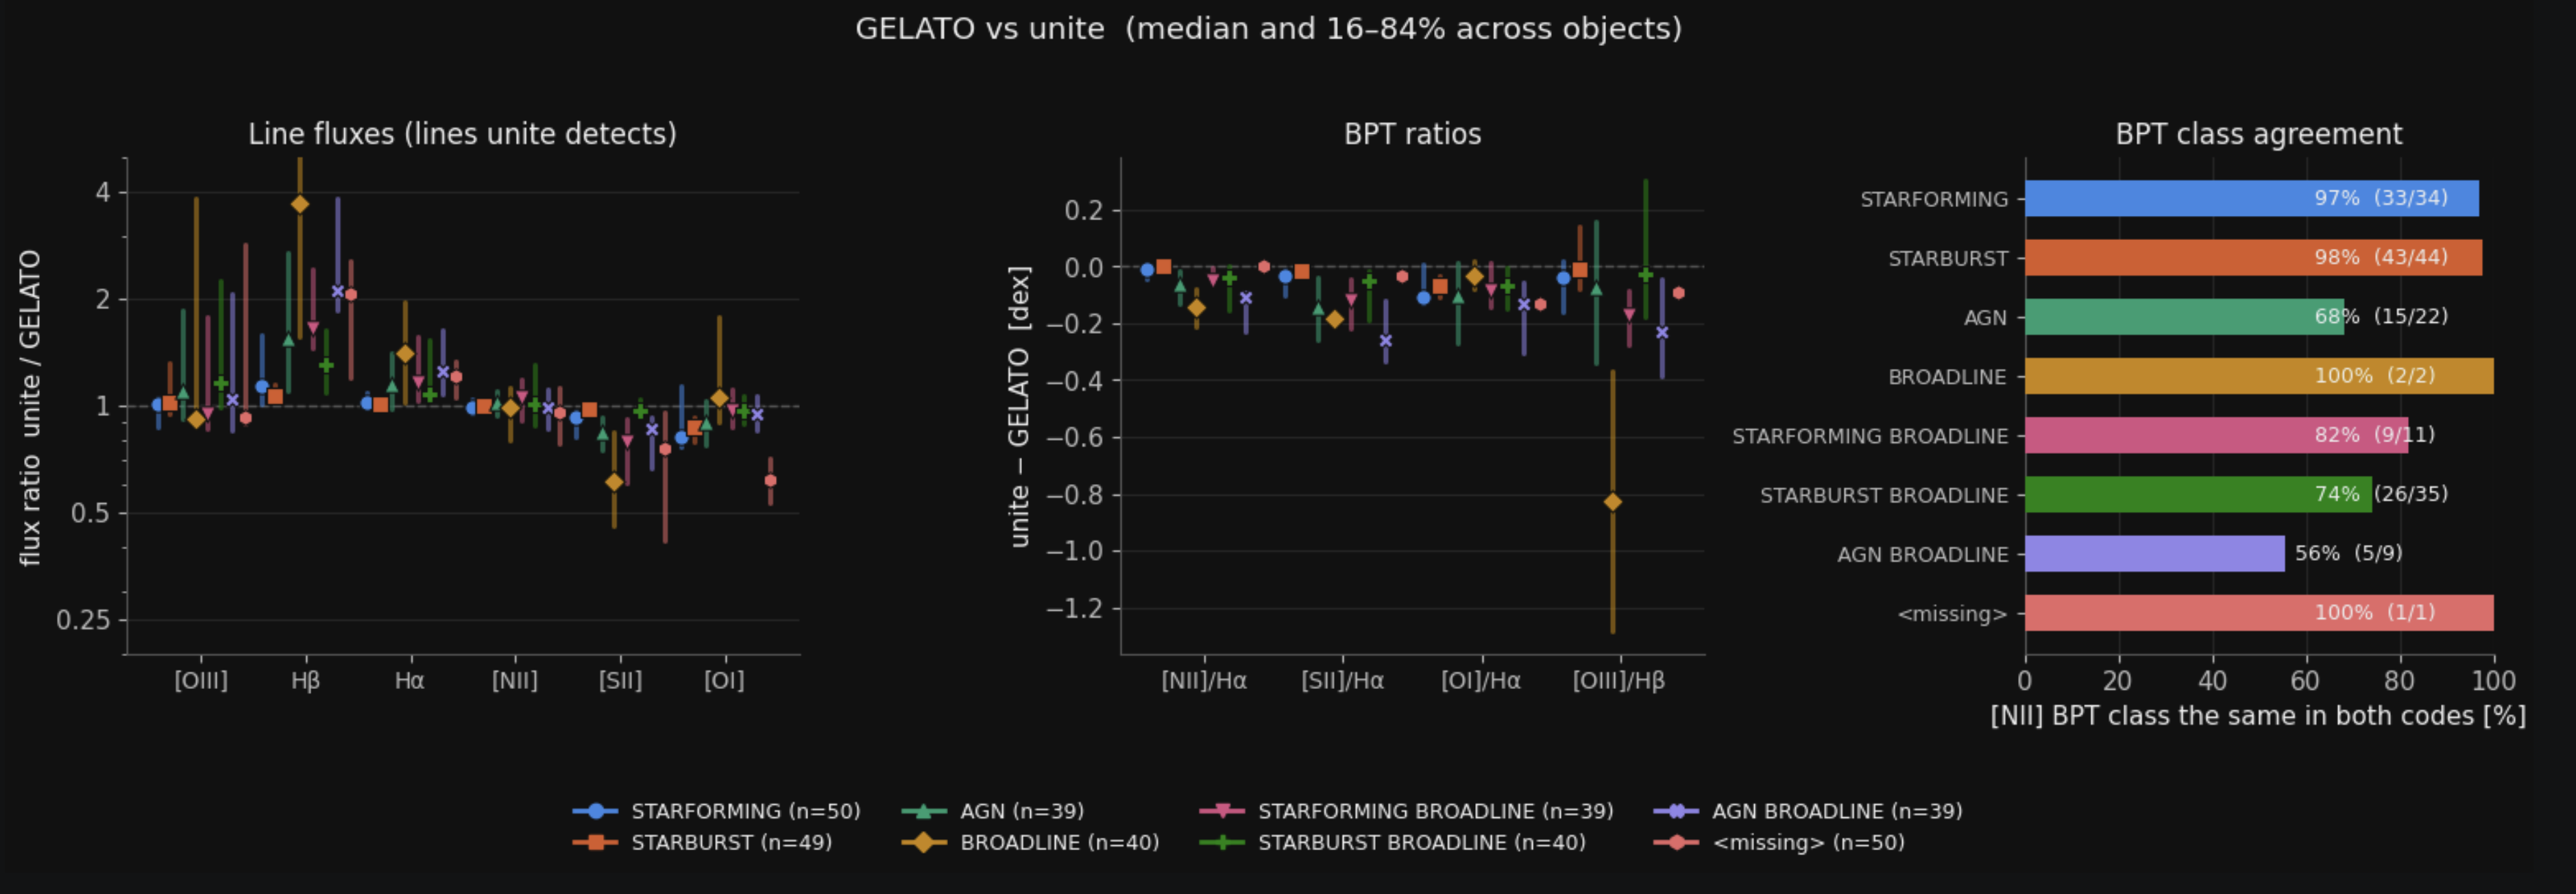 GELATO vs unite (median and 16–84% across objects)
Line fluxes (lines unite detects)
flux ratio unite / GELATO
4
2
1
0.5
0.25
[OIII]
Hβ
Hα
[NII]
[SII]
[OI]
BPT ratios
unite − GELATO [dex]
0.2
0.0
−0.2
−0.4
−0.6
−0.8
−1.0
−1.2
[NII]/Hα
[SII]/Hα
[OI]/Hα
[OIII]/Hβ
BPT class agreement
STARFORMING 97% (33/34)
STARBURST 98% (43/44)
AGN 68% (15/22)
BROADLINE 100% (2/2)
STARFORMING BROADLINE 82% (9/11)
STARBURST BROADLINE 74% (26/35)
AGN BROADLINE 56% (5/9)
<missing> 100% (1/1)
0 20 40 60 80 100
[NII] BPT class the same in both codes [%]
STARFORMING (n=50)
STARBURST (n=49)
AGN (n=39)
BROADLINE (n=40)
STARFORMING BROADLINE (n=39)
STARBURST BROADLINE (n=40)
AGN BROADLINE (n=39)
<missing> (n=50)